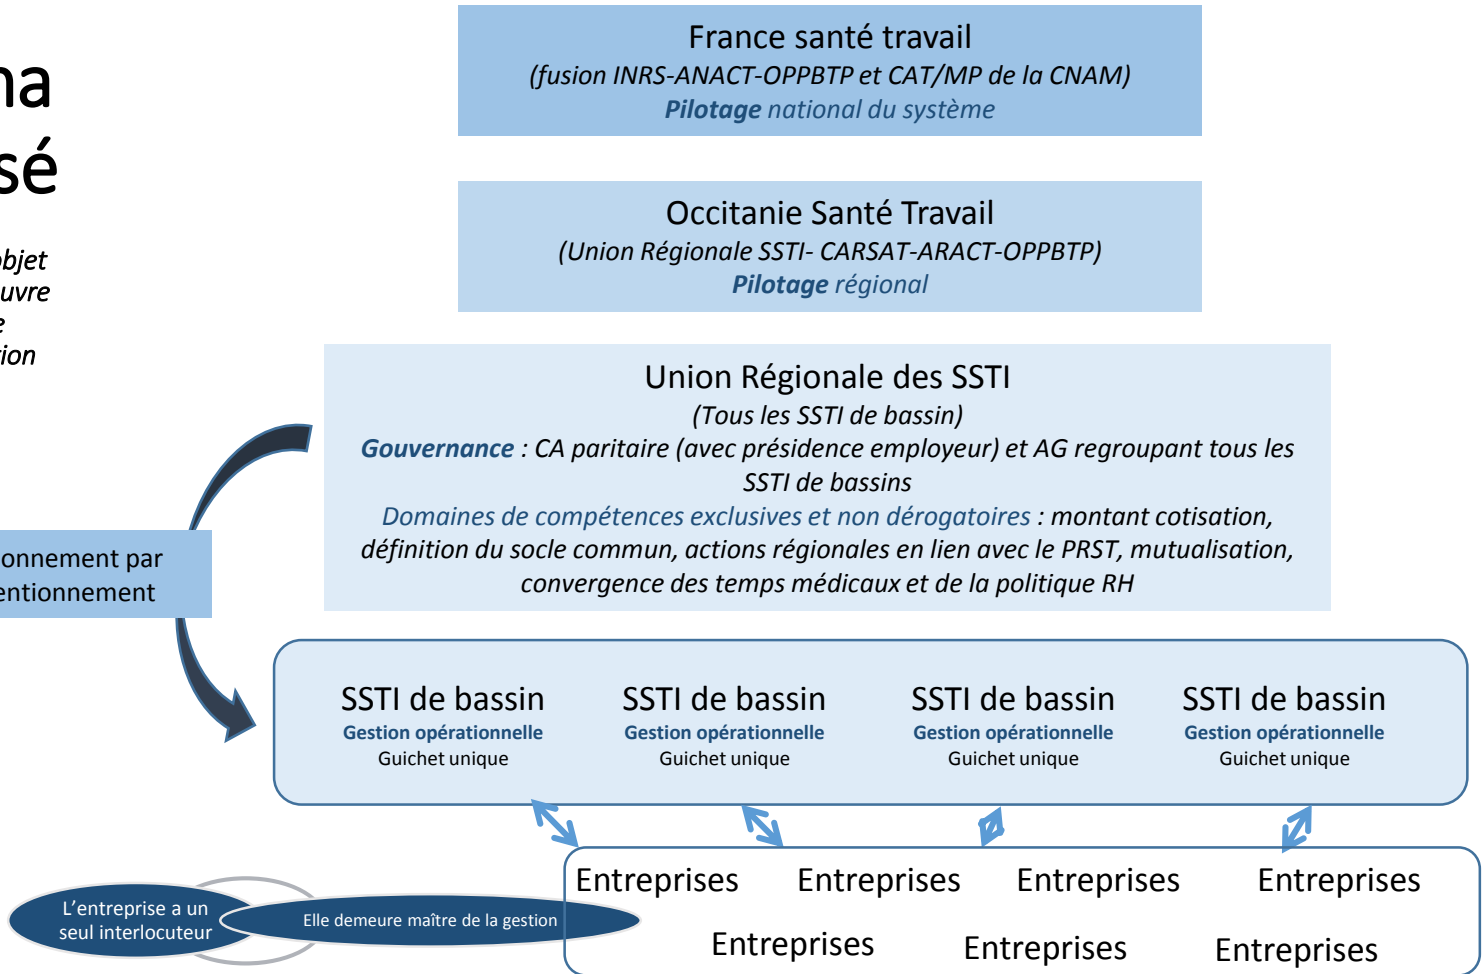 France santé travail
(fusion INRS-ANACT-OPPBTP et CAT/MP de la CNAM)
Pilotage national du système
na
sé
Occitanie Santé Travail
(Union Régionale SSTI- CARSAT-ARACT-OPPBTP)
Pilotage régional
objet
uvre
e
tion
Union Régionale des SSTI
(Tous les SSTI de bassin)
Gouvernance : CA paritaire (avec présidence employeur) et AG regroupant tous les
SSTI de bassins
Domaines de compétences exclusives et non dérogatoires : montant cotisation,
définition du socle commun, actions régionales en lien avec le PRST, mutualisation,
convergence des temps médicaux et de la politique RH
onnement par
entionnement
SSTI de bassin
Gestion opérationnelle
Guichet unique
SSTI de bassin
Gestion opérationnelle
Guichet unique
SSTI de bassin
Gestion opérationnelle
Guichet unique
SSTI de bassin
Gestion opérationnelle
Guichet unique
Entreprises Entreprises Entreprises Entreprises
Entreprises Entreprises Entreprises
L'entreprise a un
seul interlocuteur
Elle demeure maître de la gestion